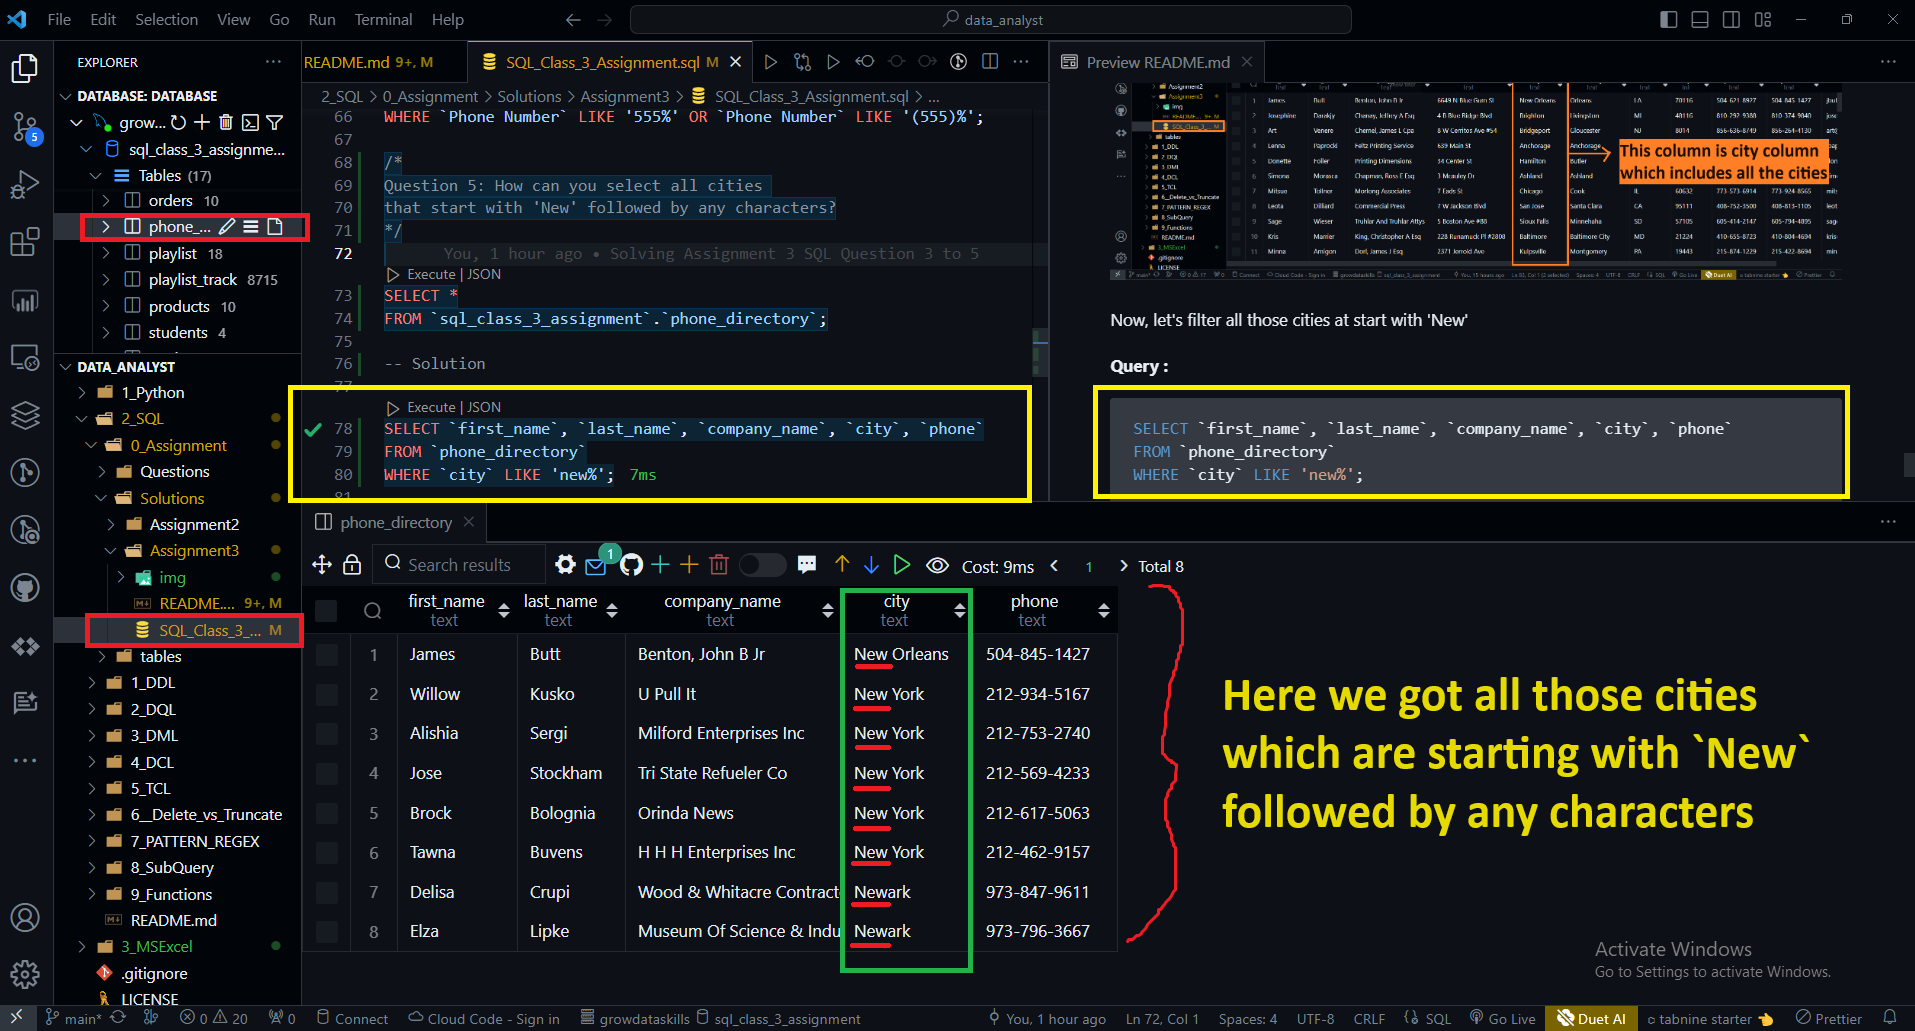 File Edit Selection View Go Run Terminal Help
data_analyst
EXPLORER
DATABASE: DATABASE
grow...
sql_class_3_assignme...
Tables (17)
orders 10
phone_...
playlist 18
playlist_track 8715
products 10
students 4
DATA_ANALYST
1_Python
2_SQL
0_Assignment
Questions
Solutions
Assignment2
Assignment3
img
README.... 9+, M
SQL_Class_3_... M
tables
1_DDL
2_DQL
3_DML
4_DCL
5_TCL
6__Delete_vs_Truncate
7_PATTERN_REGEX
8_SubQuery
9_Functions
README.md
3_MSExcel
.gitignore
LICENSE
5
README.md 9+, M
SQL_Class_3_Assignment.sql M
2_SQL > 0_Assignment > Solutions > Assignment3 > SQL_Class_3_Assignment.sql > ...
66 WHERE `Phone Number` LIKE '555%' OR `Phone Number` LIKE '(555)%';
67
68 /*
69 Question 5: How can you select all cities
70 that start with 'New' followed by any characters?
71 */
72 You, 1 hour ago • Solving Assignment 3 SQL Question 3 to 5
Execute | JSON
73 SELECT *
74 FROM `sql_class_3_assignment`.`phone_directory`;
75
76 -- Solution
77
Execute | JSON
78 SELECT `first_name`, `last_name`, `company_name`, `city`, `phone`
79 FROM `phone_directory`
80 WHERE `city` LIKE 'new%'; 7ms
81
Preview README.md
This column is city column
which includes all the cities
Now, let's filter all those cities at start with 'New'
Query :
SELECT `first_name`, `last_name`, `company_name`, `city`, `phone`
FROM `phone_directory`
WHERE `city` LIKE 'new%';
phone_directory
Search results
1
Cost: 9ms
1
Total 8
first_name last_name company_name city phone
text text text text text
1 James Butt Benton, John B Jr New Orleans 504-845-1427
2 Willow Kusko U Pull It New York 212-934-5167
3 Alishia Sergi Milford Enterprises Inc New York 212-753-2740
4 Jose Stockham Tri State Refueler Co New York 212-569-4233
5 Brock Bolognia Orinda News New York 212-617-5063
6 Tawna Buvens H H H Enterprises Inc New York 212-462-9157
7 Delisa Crupi Wood & Whitacre Contract Newark 973-847-9611
8 Elza Lipke Museum Of Science & Indu Newark 973-796-3667
Here we got all those cities
which are starting with `New`
followed by any characters
Activate Windows
Go to Settings to activate Windows.
main* 0 20 0 Connect Cloud Code - Sign in growdataskills sql_class_3_assignment You, 1 hour ago Ln 72, Col 1 Spaces: 4 UTF-8 CRLF SQL Go Live Duet AI tabnine starter Prettier